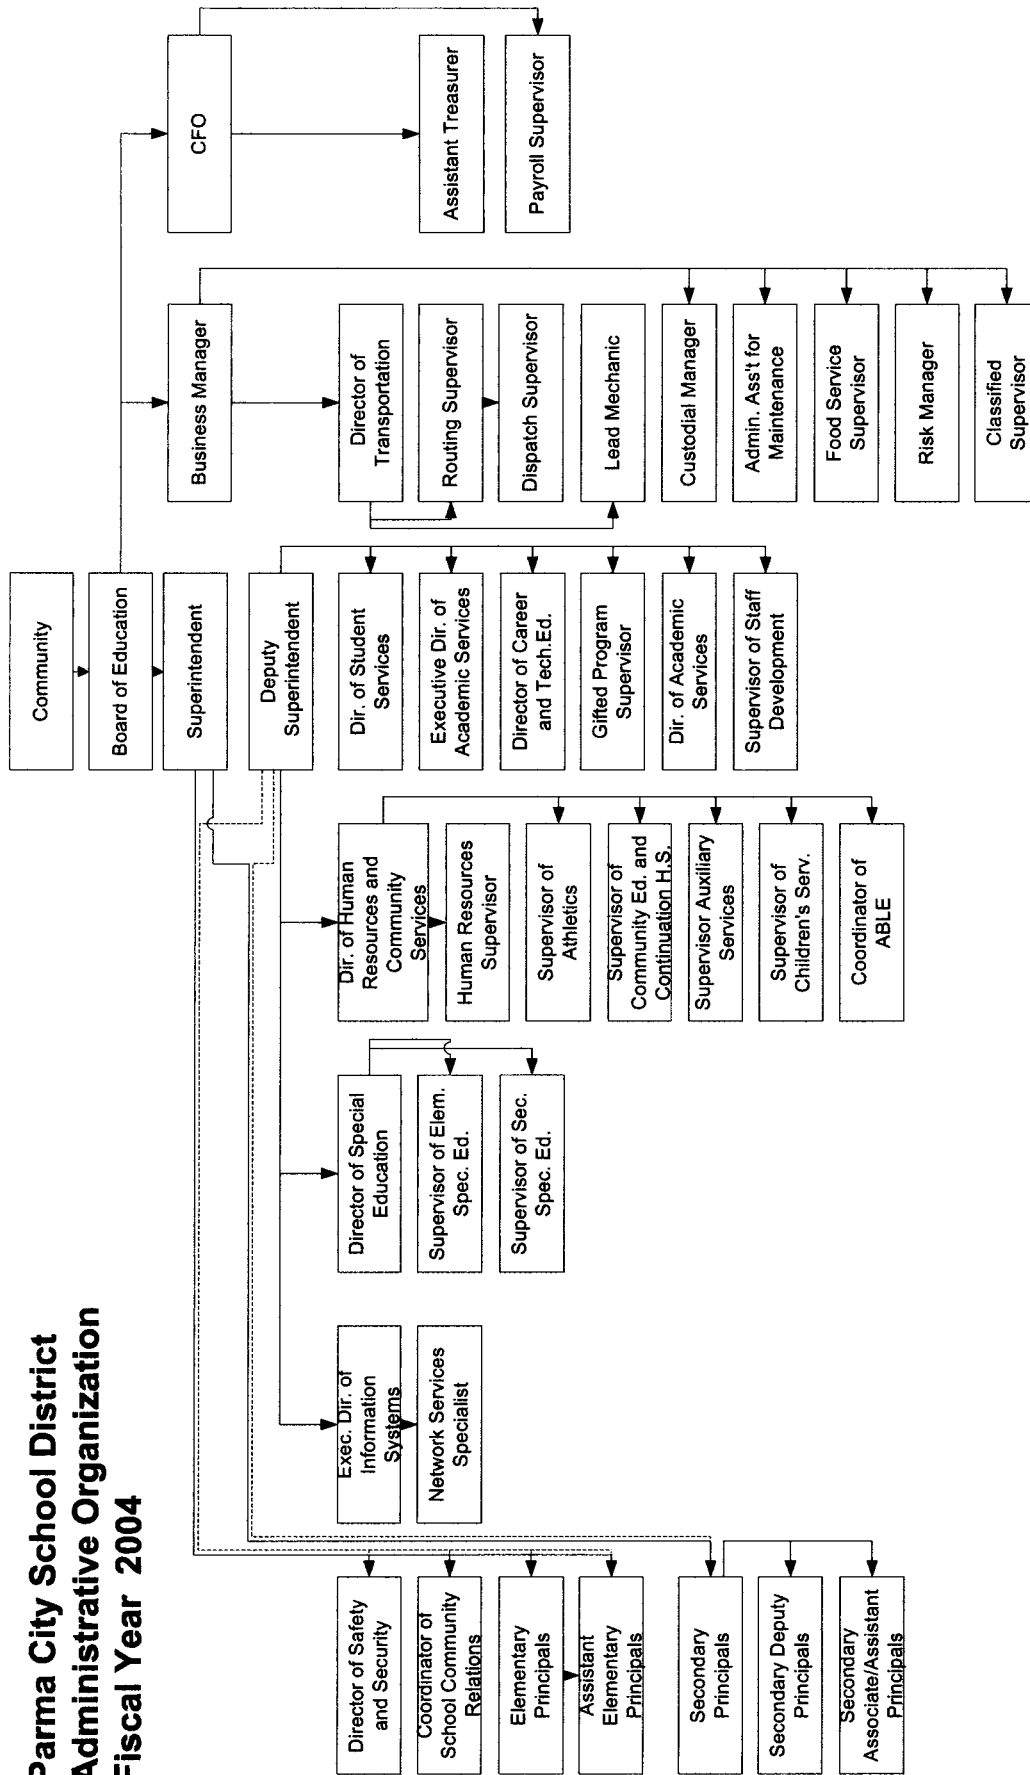 Parma City School District
Administrative Organization
Fiscal Year 2004
Community
Board of Education
Superintendent
Deputy
Superintendent
Business Manager
CFO
Director of Safety
and Security
Coordinator of
School Community
Relations
Elementary
Principals
Assistant
Elementary
Principals
Secondary
Principals
Secondary Deputy
Principals
Secondary
Associate/Assistant
Principals
Exec. Dir. of
Information
Systems
Network Services
Specialist
Director of Special
Education
Supervisor of Elem.
Spec. Ed.
Supervisor of Sec.
Spec. Ed.
Dir. of Human
Resources and
Community
Services
Human Resources
Supervisor
Supervisor of
Athletics
Supervisor of
Community Ed. and
Continuation H.S.
Supervisor Auxiliary
Services
Supervisor of
Children's Serv.
Coordinator of
ABLE
Dir. of Student
Services
Executive Dir. of
Academic Services
Director of Career
and Tech.Ed.
Gifted Program
Supervisor
Dir. of Academic
Services
Supervisor of Staff
Development
Director of
Transportation
Routing Supervisor
Dispatch Supervisor
Lead Mechanic
Custodial Manager
Admin. Ass't for
Maintenance
Food Service
Supervisor
Risk Manager
Classified
Supervisor
Assistant Treasurer
Payroll Supervisor